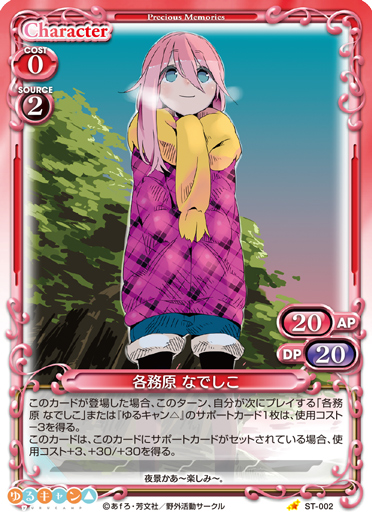 Precious Memories
Character
COST
0
SOURCE
2
20 AP
DP 20
各務原 なでしこ
このカードが登場した場合、このターン、自分が次にプレイする「各務
原 なでしこ」または「ゆるキャン△」のサポートカード1枚は、使用コスト
−3を得る。
このカードは、このカードにサポートカードがセットされている場合、使
用コスト+3、+30/+30を得る。
夜景かあ〜楽しみ〜。
ゆるキャン△
©あfろ・芳文社/野外活動サークル
ST-002